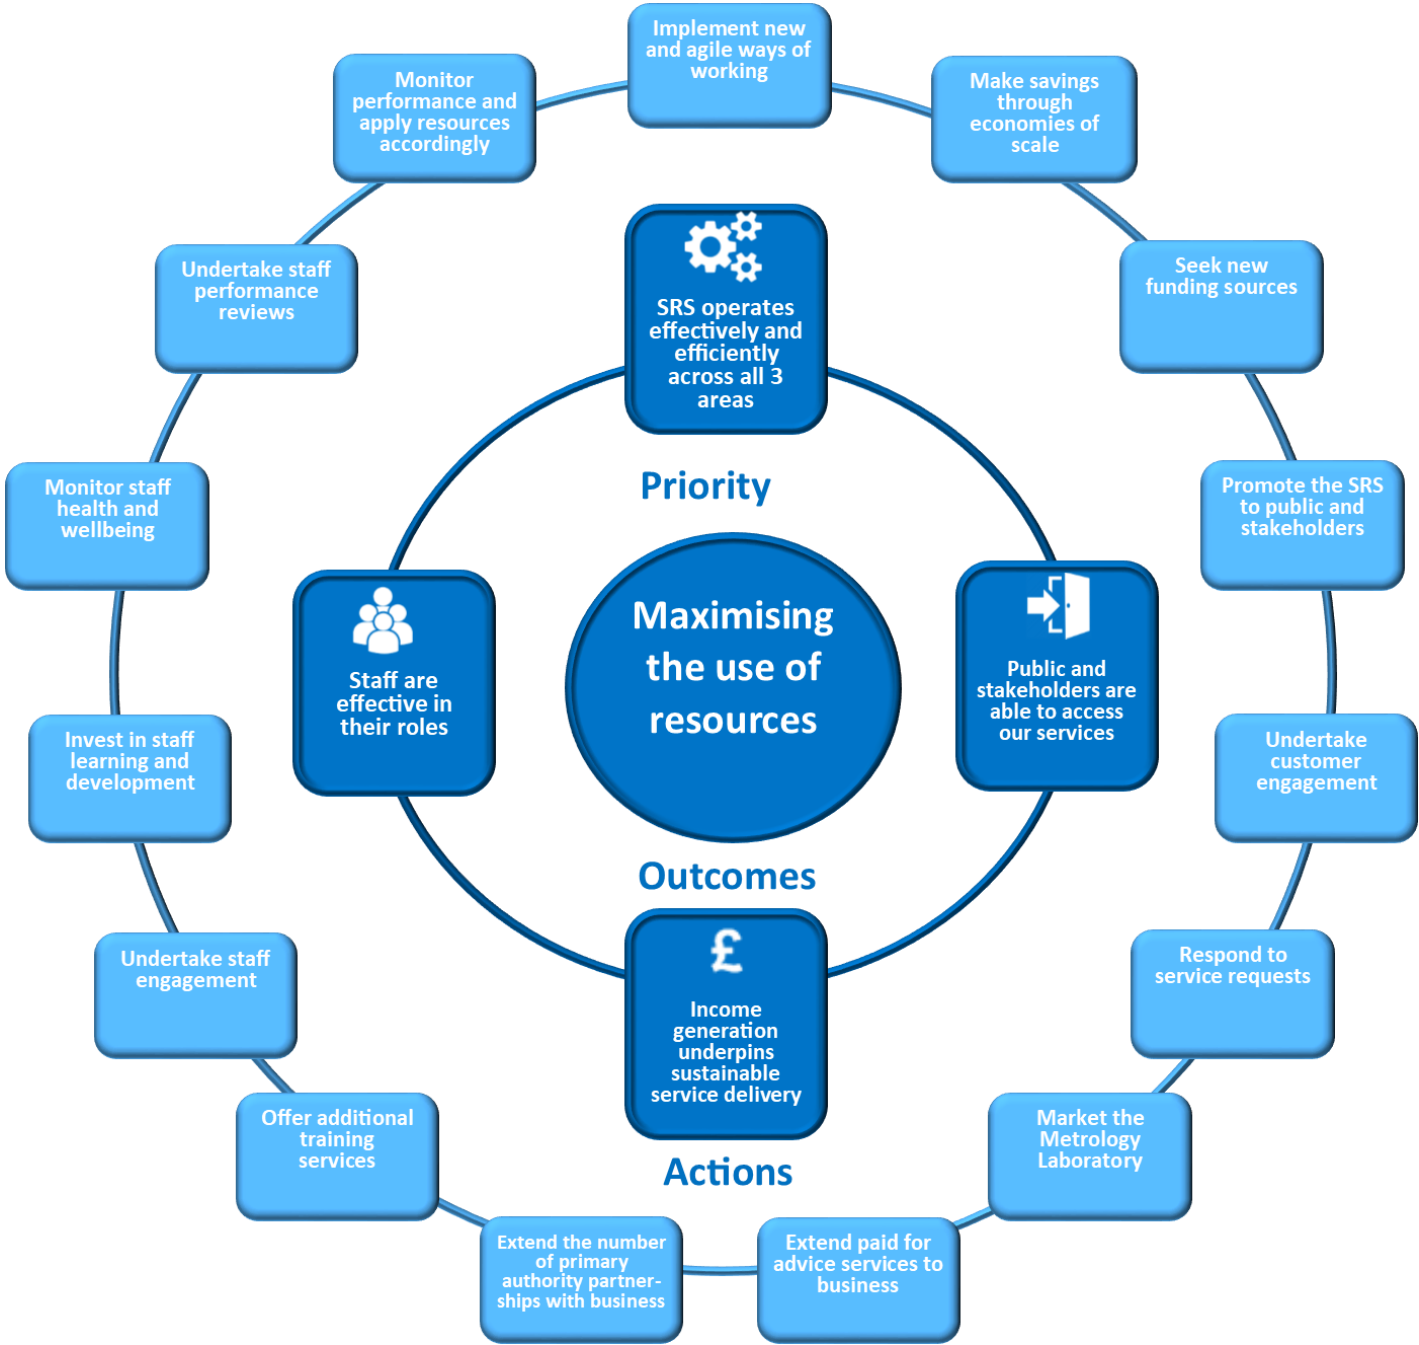 Implement new
and agile ways of
working
Make savings
through
economies of
scale
Seek new
funding sources
Promote the SRS
to public and
stakeholders
Undertake
customer
engagement
Respond to
service requests
Market the
Metrology
Laboratory
Extend paid for
advice services to
business
Extend the number
of primary
authority partner-
ships with business
Offer additional
training
services
Undertake staff
engagement
Invest in staff
learning and
development
Monitor staff
health and
wellbeing
Undertake staff
performance
reviews
Monitor
performance and
apply resources
accordingly
SRS operates
effectively and
efficiently
across all 3
areas
Priority
Public and
stakeholders are
able to access
our services
Staff are
effective in
their roles
Maximising
the use of
resources
Outcomes
£
Income
generation
underpins
sustainable
service delivery
Actions